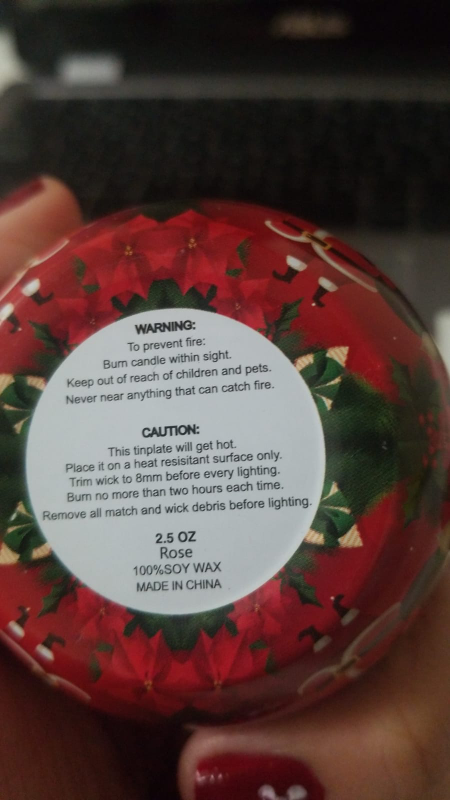 WARNING:
To prevent fire:
Burn candle within sight.
Keep out of reach of children and pets.
Never near anything that can catch fire.
CAUTION:
This tinplate will get hot.
Place it on a heat resisitant surface only.
Trim wick to 8mm before every lighting.
Burn no more than two hours each time.
Remove all match and wick debris before lighting.
2.5 OZ
Rose
100%SOY WAX
MADE IN CHINA